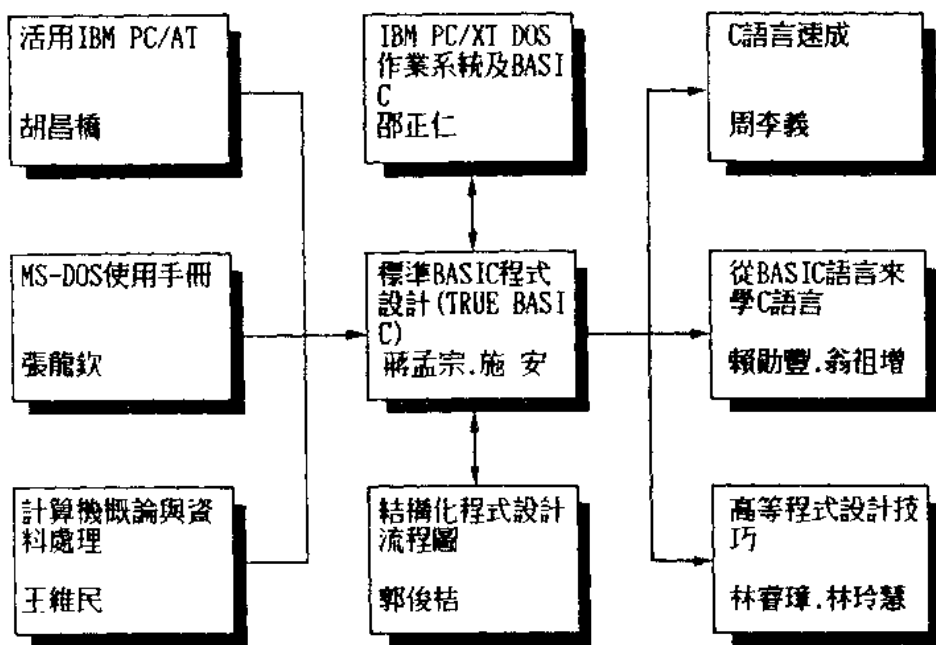 活用IBM PC/AT
胡昌橋
IBM PC/XT DOS
作業系統及BASI
C
邵正仁
C語言速成
周李義
MS-DOS使用手冊
張龍欽
標準BASIC程式
設計(TRUE BASI
C)
蔣孟宗.施 安
從BASIC語言來
學C語言
賴勛豐.翁祖增
計算機概論與資
料處理
王維民
結構化程式設計
流程圖
郭俊桔
高等程式設計技
巧
林睿璋.林玲慧